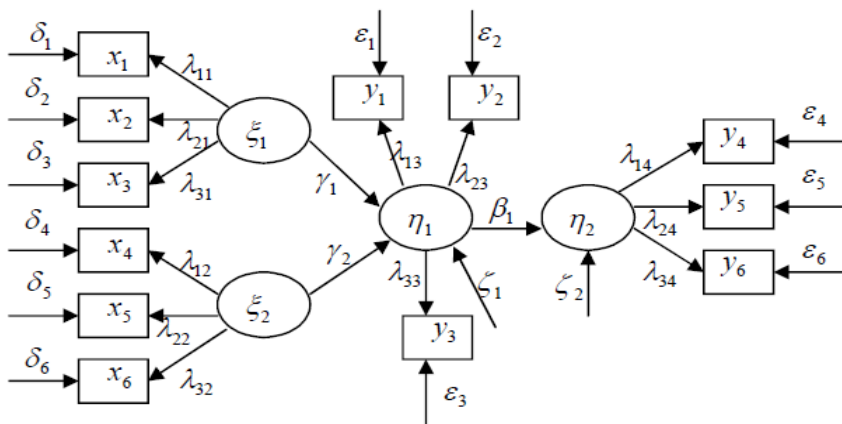 δ₁ x₁ λ₁₁
δ₂ x₂ λ₂₁
δ₃ x₃ λ₃₁
ξ₁
γ₁
δ₄ x₄ λ₁₂
δ₅ x₅ λ₂₂
δ₆ x₆ λ₃₂
ξ₂
γ₂
ε₁ ε₂
y₁ y₂
λ₁₃ λ₂₃
η₁ β₁ η₂
λ₃₃ ζ₁ ζ₂
y₃
ε₃
λ₁₄ y₄ ε₄
λ₂₄ y₅ ε₅
λ₃₄ y₆ ε₆